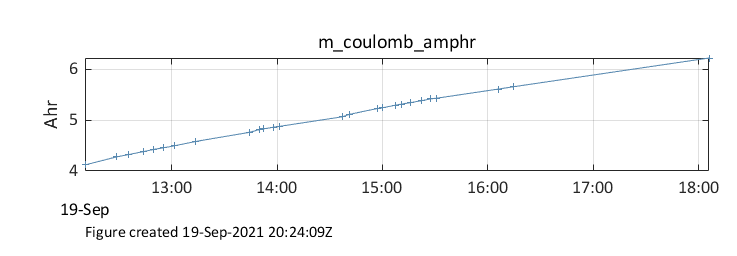 m_coulomb_amphr
Ahr
6
5
4
13:00 14:00 15:00 16:00 17:00 18:00
19-Sep
Figure created 19-Sep-2021 20:24:09Z